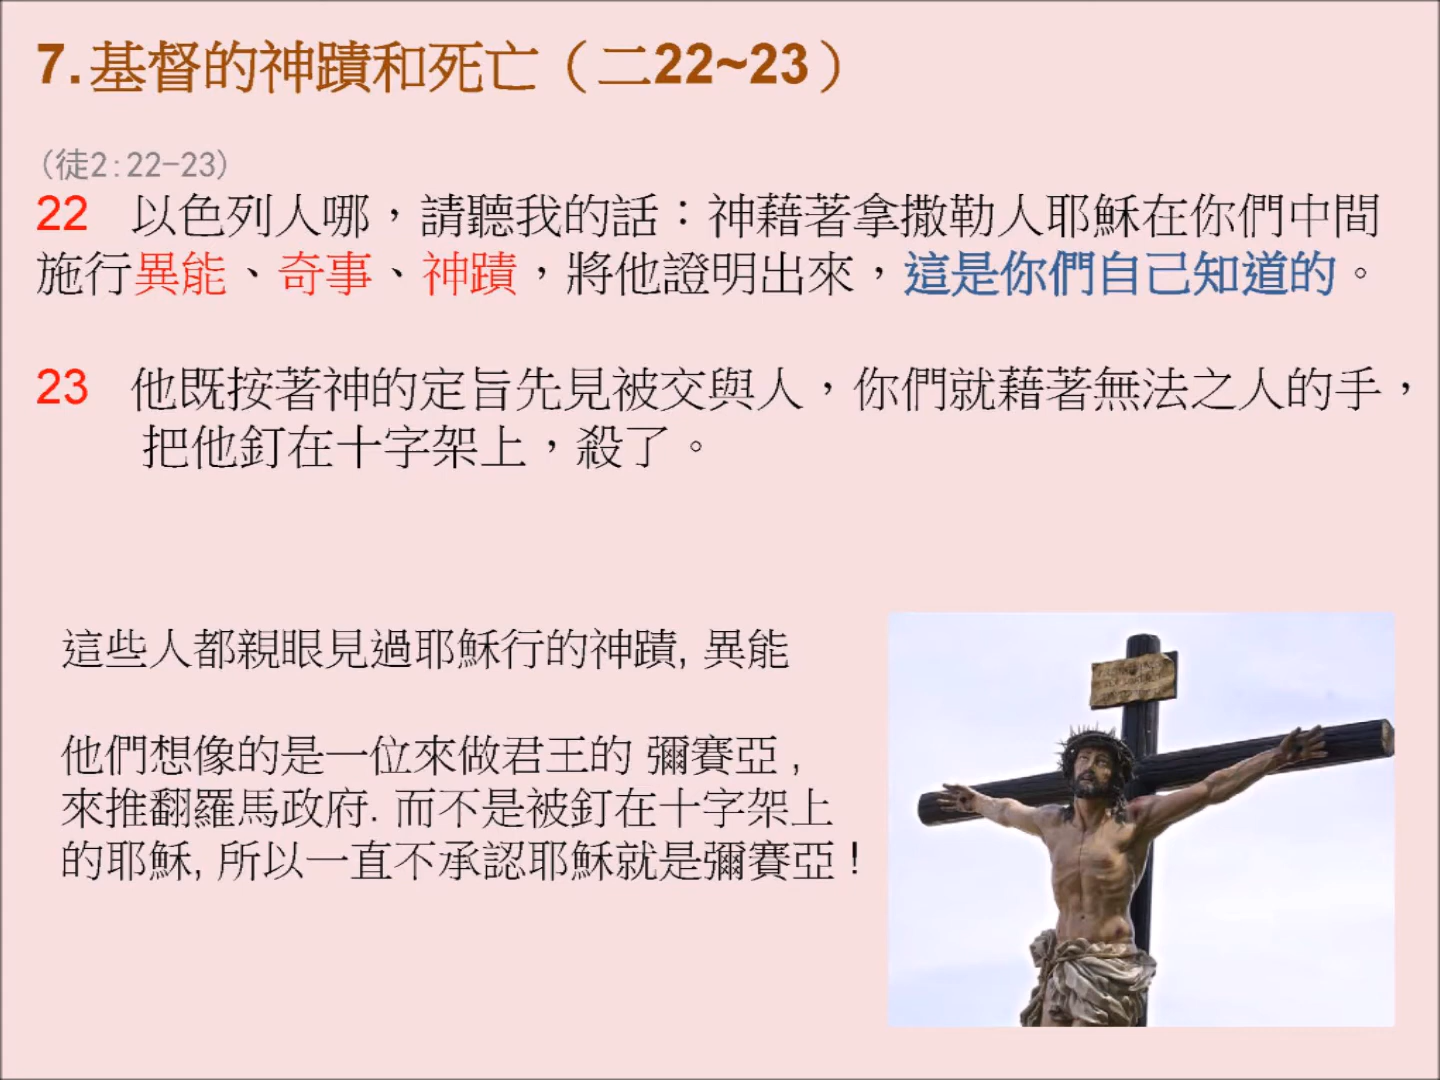 7.基督的神蹟和死亡（二22~23）
(徒2:22-23)
22 以色列人哪，請聽我的話：神藉著拿撒勒人耶穌在你們中間
施行異能、奇事、神蹟，將他證明出來，這是你們自己知道的。
23 他既按著神的定旨先見被交與人，你們就藉著無法之人的手，
把他釘在十字架上，殺了。
這些人都親眼見過耶穌行的神蹟, 異能
他們想像的是一位來做君王的 彌賽亞 ,
來推翻羅馬政府. 而不是被釘在十字架上
的耶穌, 所以一直不承認耶穌就是彌賽亞 !